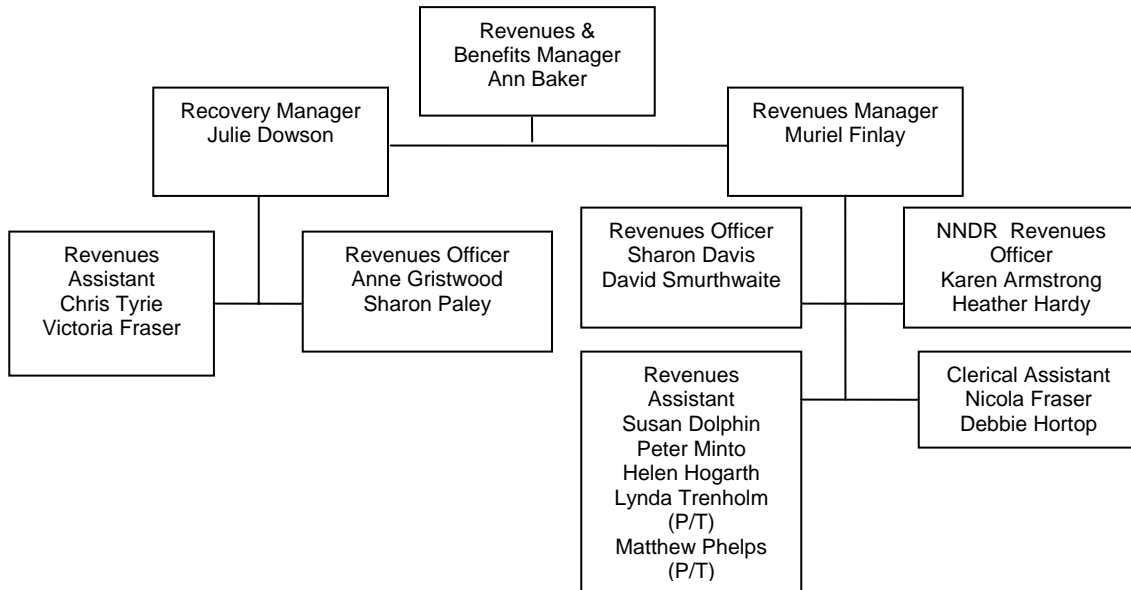 Revenues &
Benefits Manager
Ann Baker
Recovery Manager
Julie Dowson
Revenues Manager
Muriel Finlay
Revenues
Assistant
Chris Tyrie
Victoria Fraser
Revenues Officer
Anne Gristwood
Sharon Paley
Revenues Officer
Sharon Davis
David Smurthwaite
NNDR Revenues
Officer
Karen Armstrong
Heather Hardy
Revenues
Assistant
Susan Dolphin
Peter Minto
Helen Hogarth
Lynda Trenholm
(P/T)
Matthew Phelps
(P/T)
Clerical Assistant
Nicola Fraser
Debbie Hortop